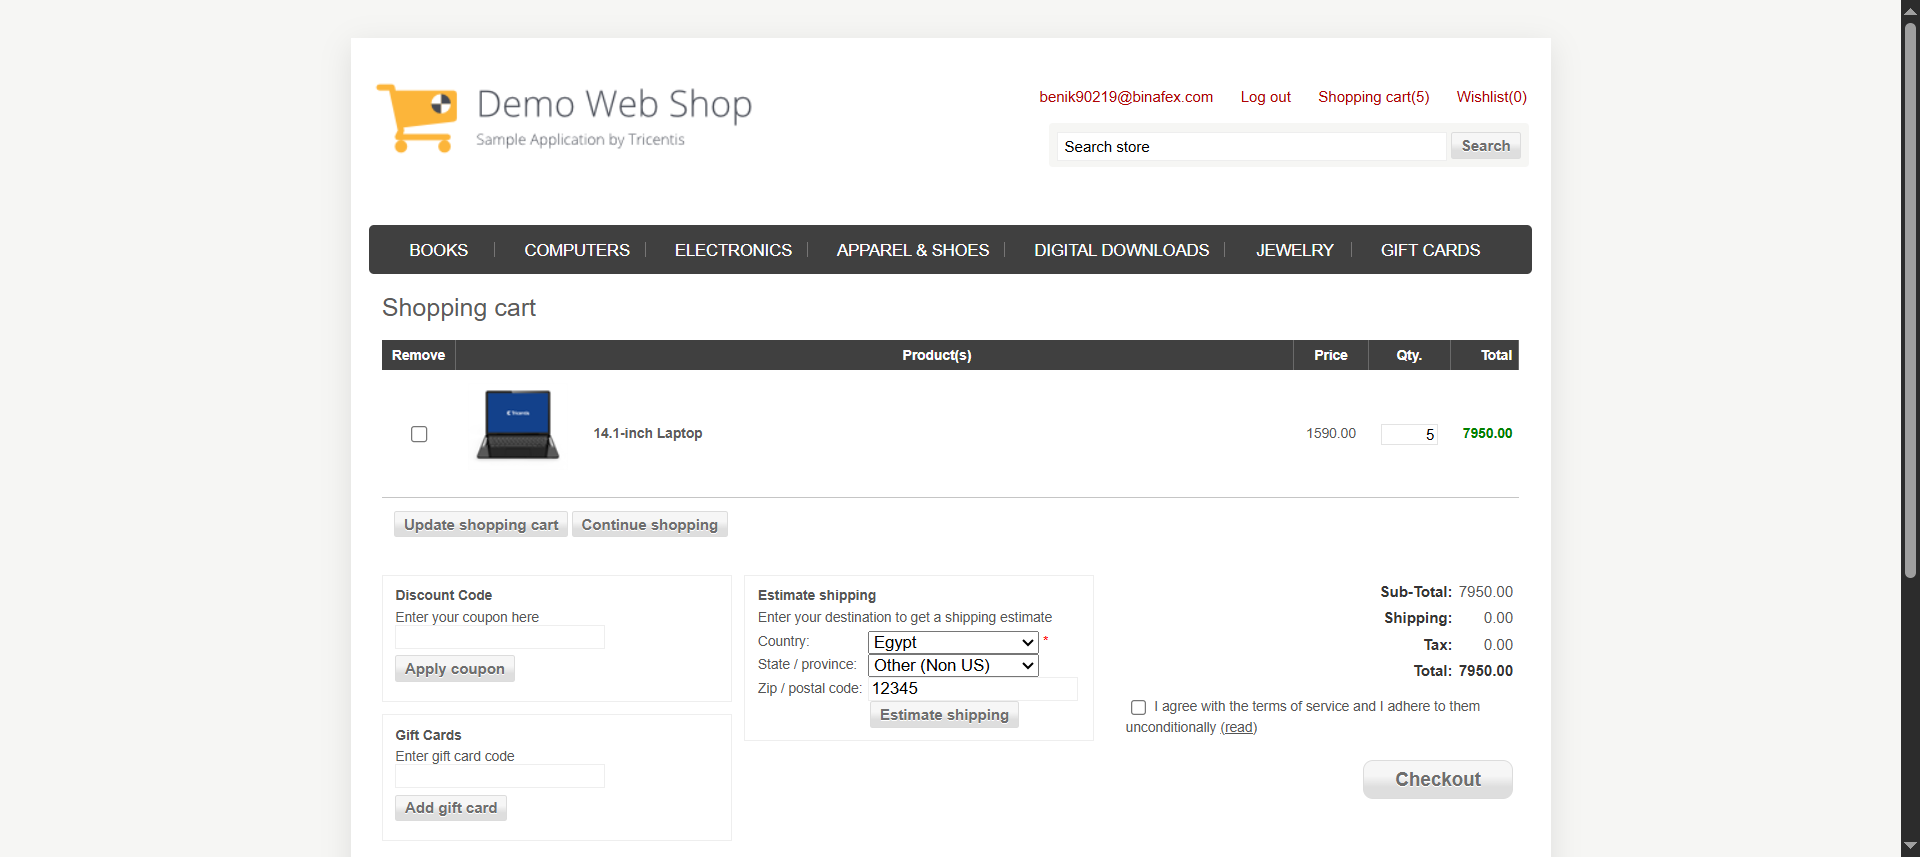 Demo Web Shop
Sample Application by Tricentis
benik90219@binafex.com Log out Shopping cart(5) Wishlist(0)
Search store Search
BOOKS COMPUTERS ELECTRONICS APPAREL & SHOES DIGITAL DOWNLOADS JEWELRY GIFT CARDS
Shopping cart
Remove Product(s) Price Qty. Total
Tricentis
14.1-inch Laptop 1590.00 5 7950.00
Update shopping cart Continue shopping
Discount Code
Enter your coupon here
Apply coupon
Gift Cards
Enter gift card code
Add gift card
Estimate shipping
Enter your destination to get a shipping estimate
Country: Egypt *
State / province: Other (Non US)
Zip / postal code: 12345
Estimate shipping
Sub-Total: 7950.00
Shipping: 0.00
Tax: 0.00
Total: 7950.00
I agree with the terms of service and I adhere to them
unconditionally (read)
Checkout